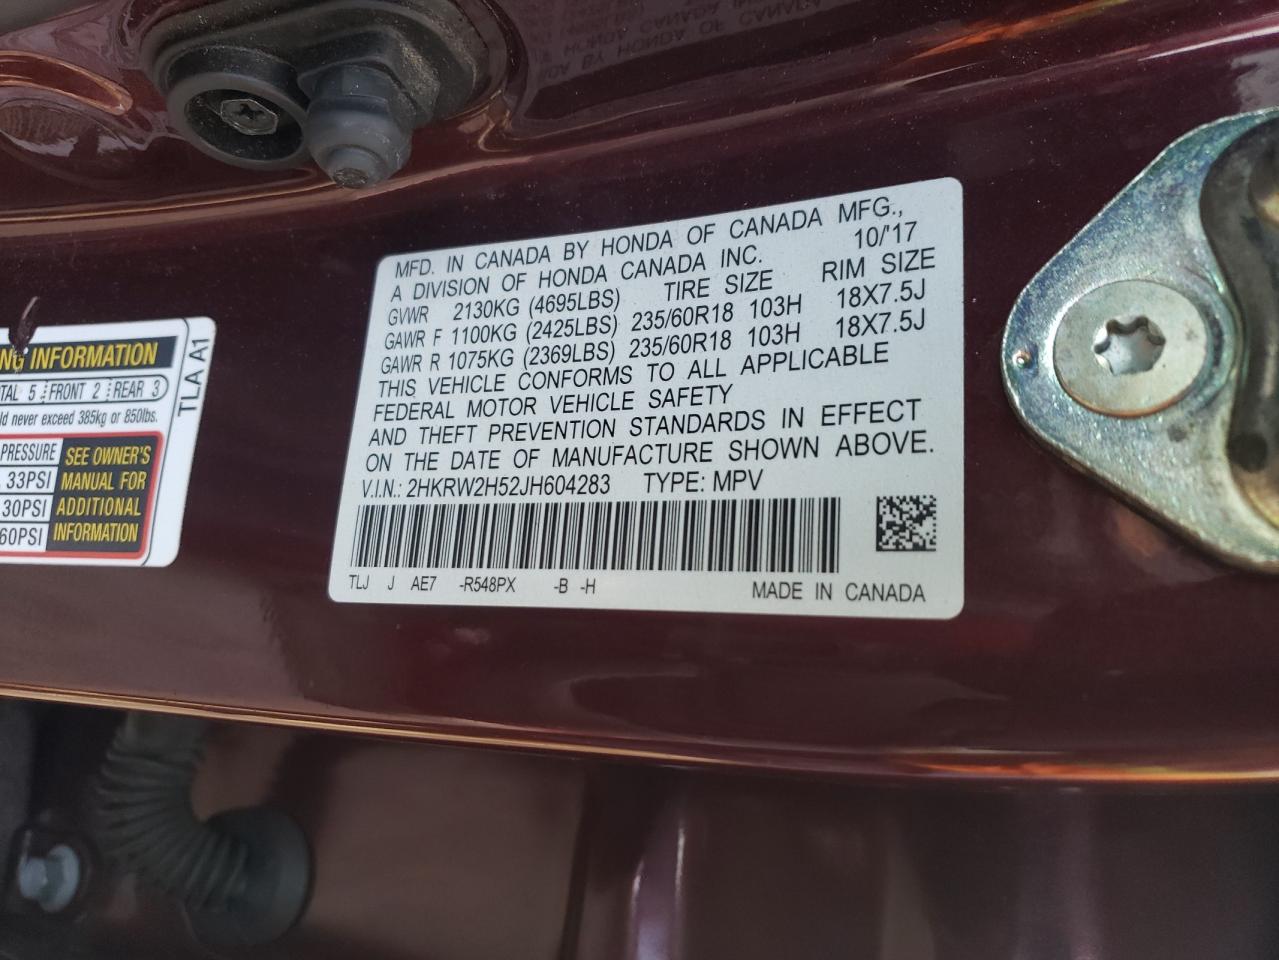 MFD. IN CANADA BY HONDA OF CANADA MFG.,
A DIVISION OF HONDA CANADA INC. 10/'17
GVWR 2130KG (4695LBS) TIRE SIZE RIM SIZE
GAWR F 1100KG (2425LBS) 235/60R18 103H 18X7.5J
GAWR R 1075KG (2369LBS) 235/60R18 103H 18X7.5J
THIS VEHICLE CONFORMS TO ALL APPLICABLE
FEDERAL MOTOR VEHICLE SAFETY
AND THEFT PREVENTION STANDARDS IN EFFECT
ON THE DATE OF MANUFACTURE SHOWN ABOVE.
V.I.N.: 2HKRW2H52JH604283 TYPE: MPV
TLJ J AE7 -R548PX -B -H MADE IN CANADA
INFORMATION
5 FRONT 2 REAR 3
never exceed 385kg or 850lbs.
PRESSURE
33PSI
30PSI
60PSI
SEE OWNER'S
MANUAL FOR
ADDITIONAL
INFORMATION
TLA A1